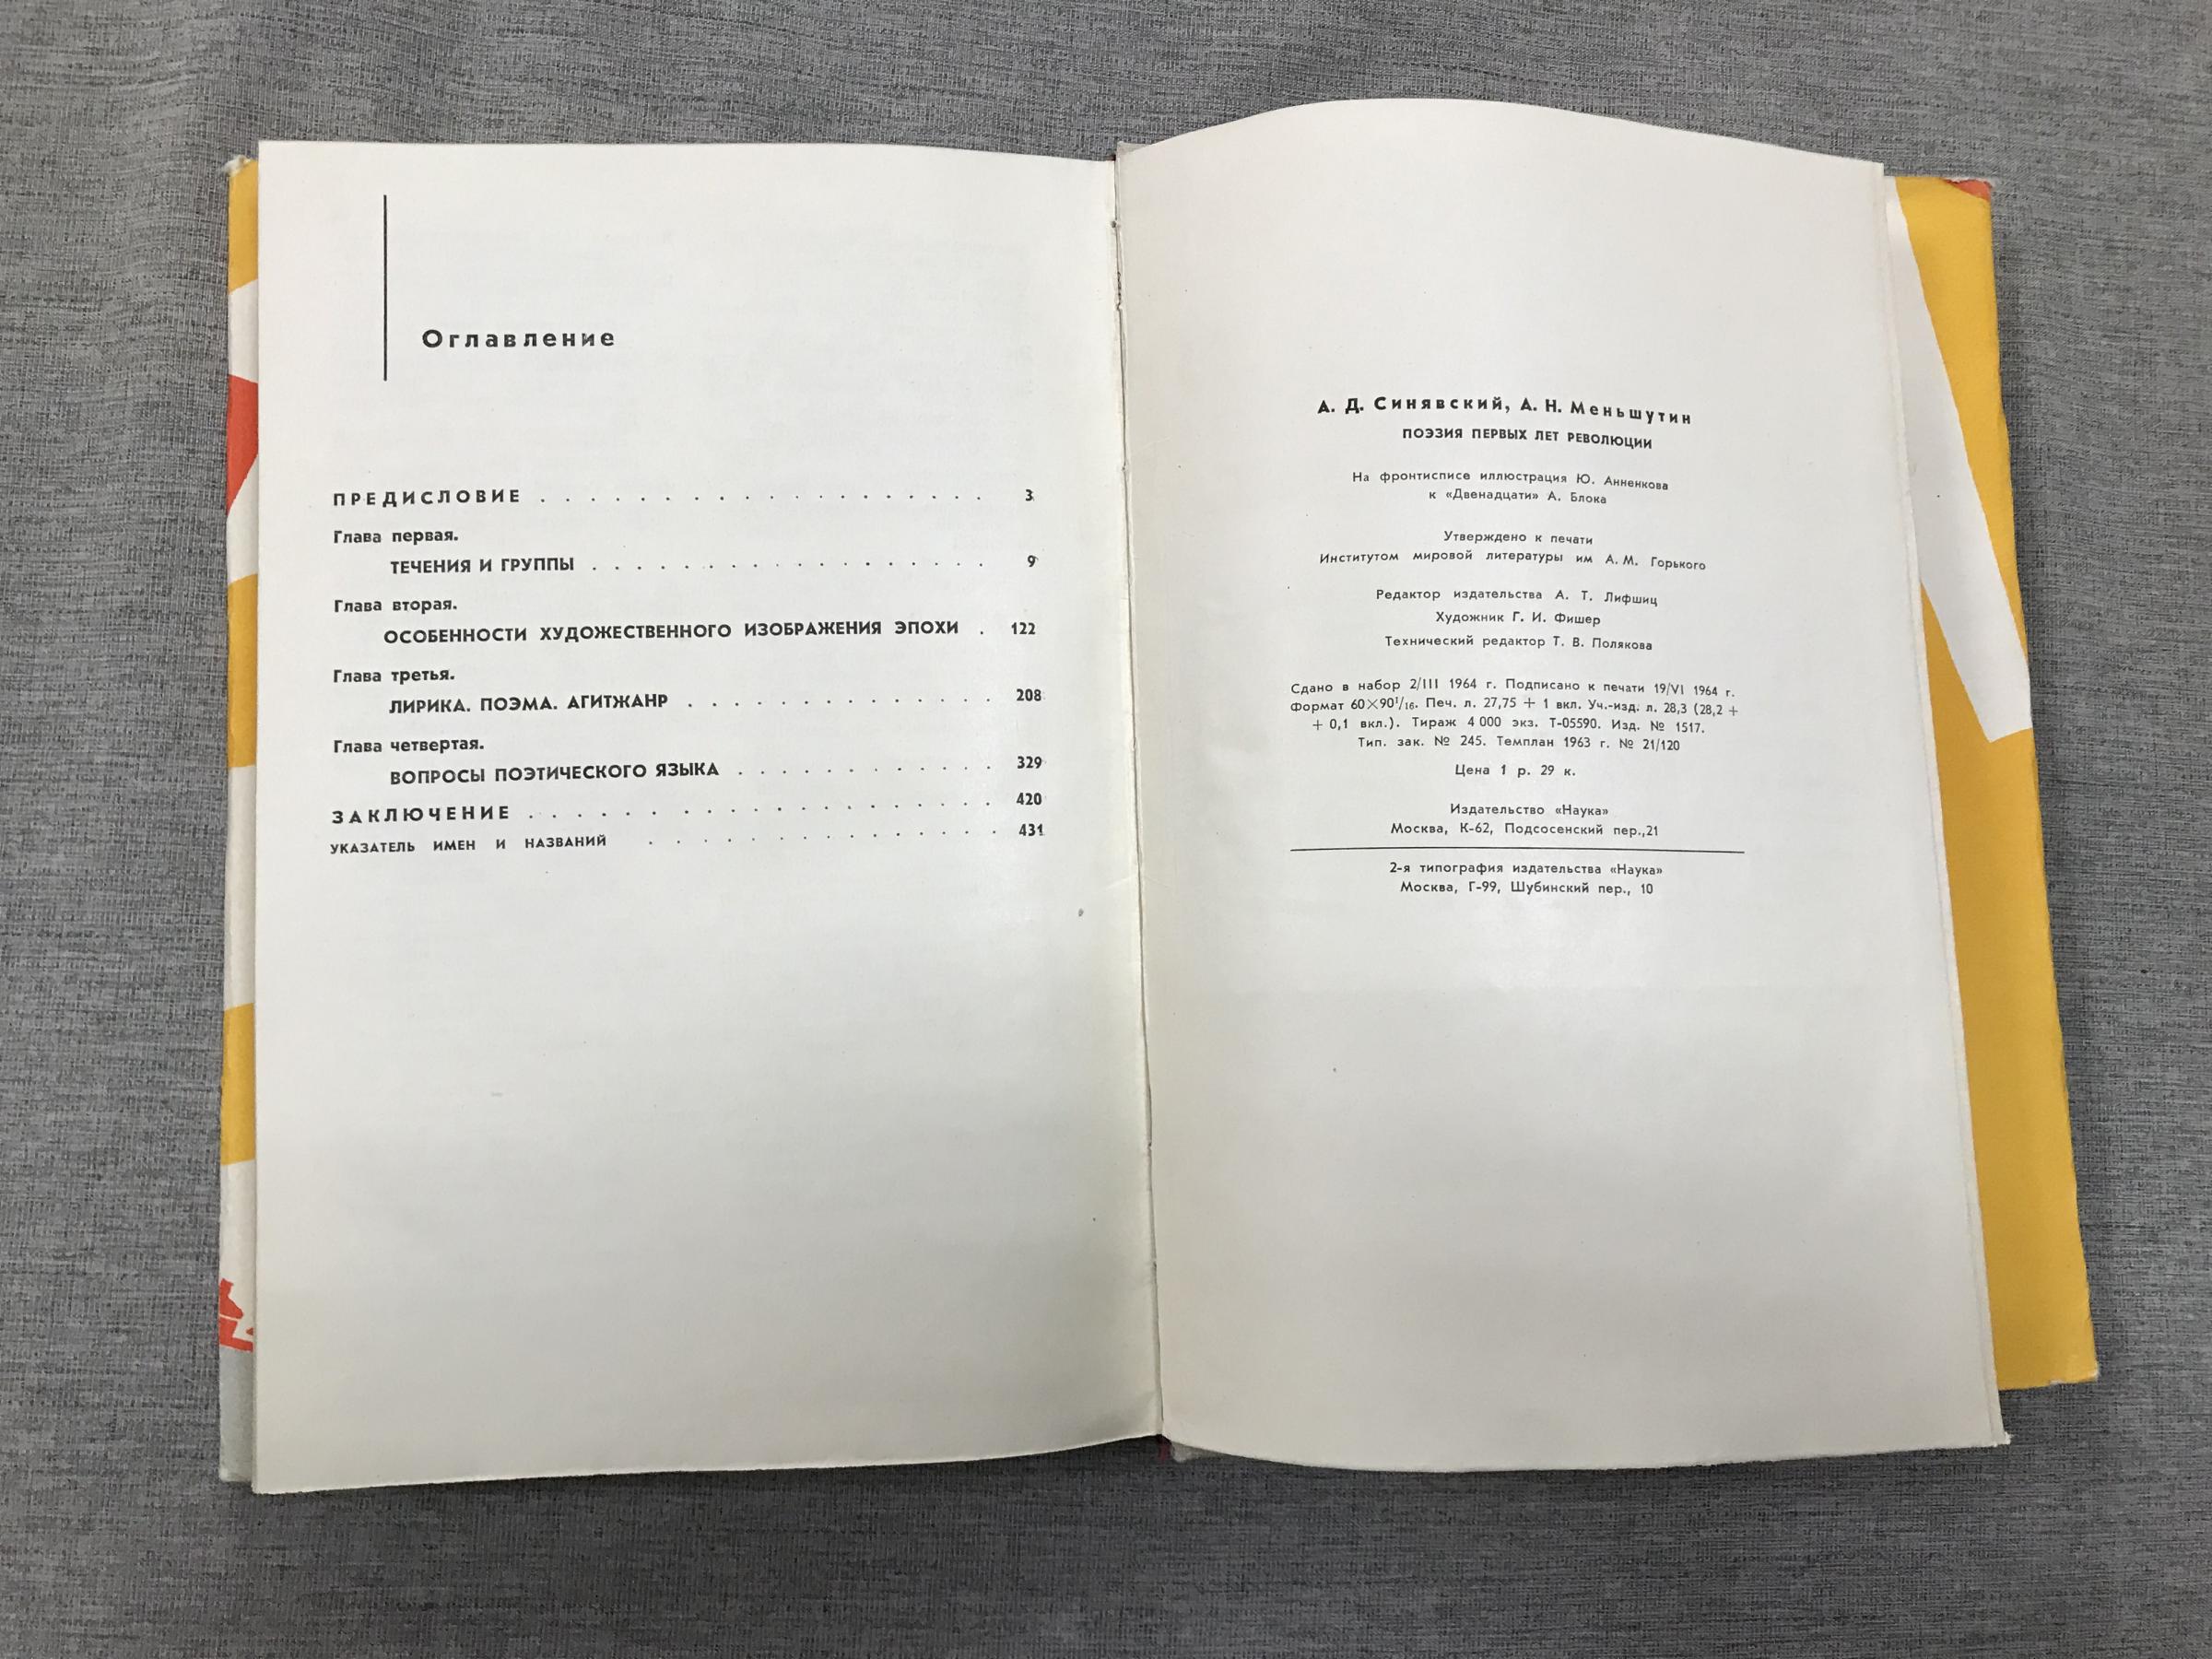 Оглавление
ПРЕДИСЛОВИЕ . . . . . . . . . . . . . . . . . 3
Глава первая.
ТЕЧЕНИЯ И ГРУППЫ . . . . . . . . . . . . . . . . . 9
Глава вторая.
ОСОБЕННОСТИ ХУДОЖЕСТВЕННОГО ИЗОБРАЖЕНИЯ ЭПОХИ . 122
Глава третья.
ЛИРИКА. ПОЭМА. АГИТЖАНР . . . . . . . . . . . . 208
Глава четвертая.
ВОПРОСЫ ПОЭТИЧЕСКОГО ЯЗЫКА . . . . . . . . . . . 329
ЗАКЛЮЧЕНИЕ . . . . . . . . . . . . . . . . . 420
УКАЗАТЕЛЬ ИМЕН И НАЗВАНИЙ . . . . . . . . . . . . . 431
А. Д. Синявский, А. Н. Меньшутин
ПОЭЗИЯ ПЕРВЫХ ЛЕТ РЕВОЛЮЦИИ
На фронтисписе иллюстрация Ю. Анненкова
к «Двенадцати» А. Блока
Утверждено к печати
Институтом мировой литературы им А. М. Горького
Редактор издательства А. Т. Лифшиц
Художник Г. И. Фишер
Технический редактор Т. В. Полякова
Сдано в набор 2/III 1964 г. Подписано к печати 19/VI 1964 г.
Формат 60×90¹/₁₆. Печ. л. 27,75 + 1 вкл. Уч.-изд. л. 28,3 (28,2 +
+ 0,1 вкл.). Тираж 4 000 экз. Т-05590. Изд. № 1517.
Тип. зак. № 245. Темплан 1963 г. № 21/120
Цена 1 р. 29 к.
Издательство «Наука»
Москва, К-62, Подсосенский пер.,21
2-я типография издательства «Наука»
Москва, Г-99, Шубинский пер., 10